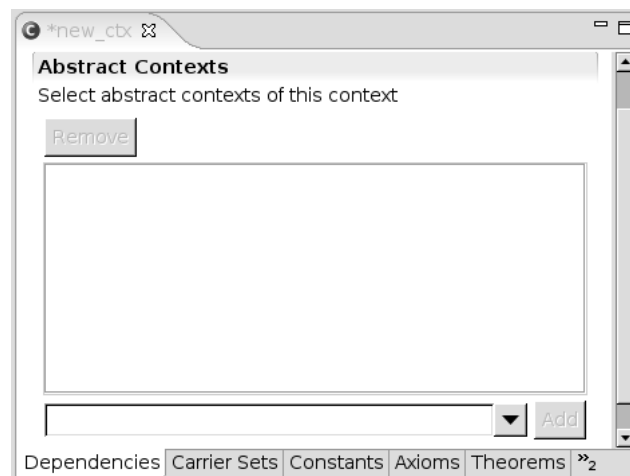 *new_ctx
Abstract Contexts
Select abstract contexts of this context
Remove
Add
Dependencies Carrier Sets Constants Axioms Theorems »2